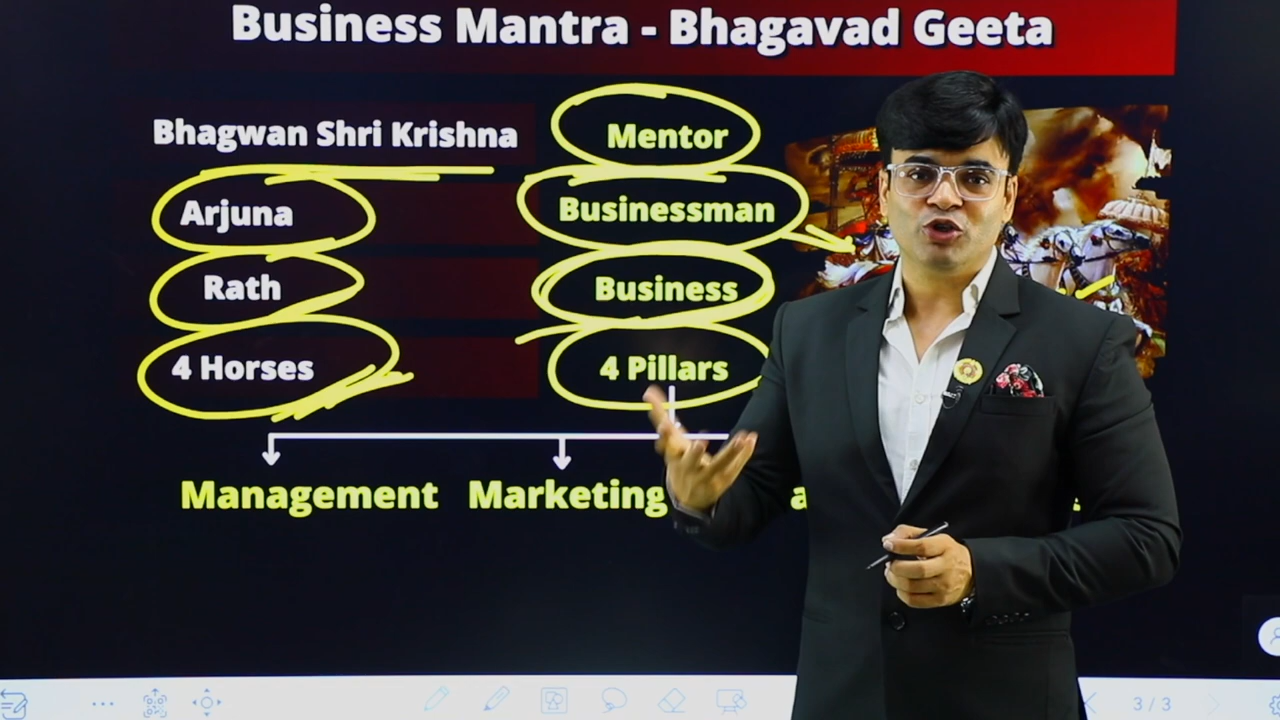 Business Mantra - Bhagavad Geeta
Bhagwan Shri Krishna Mentor
Arjuna Businessman
Rath Business
4 Horses 4 Pillars
Management Marketing
3 / 3